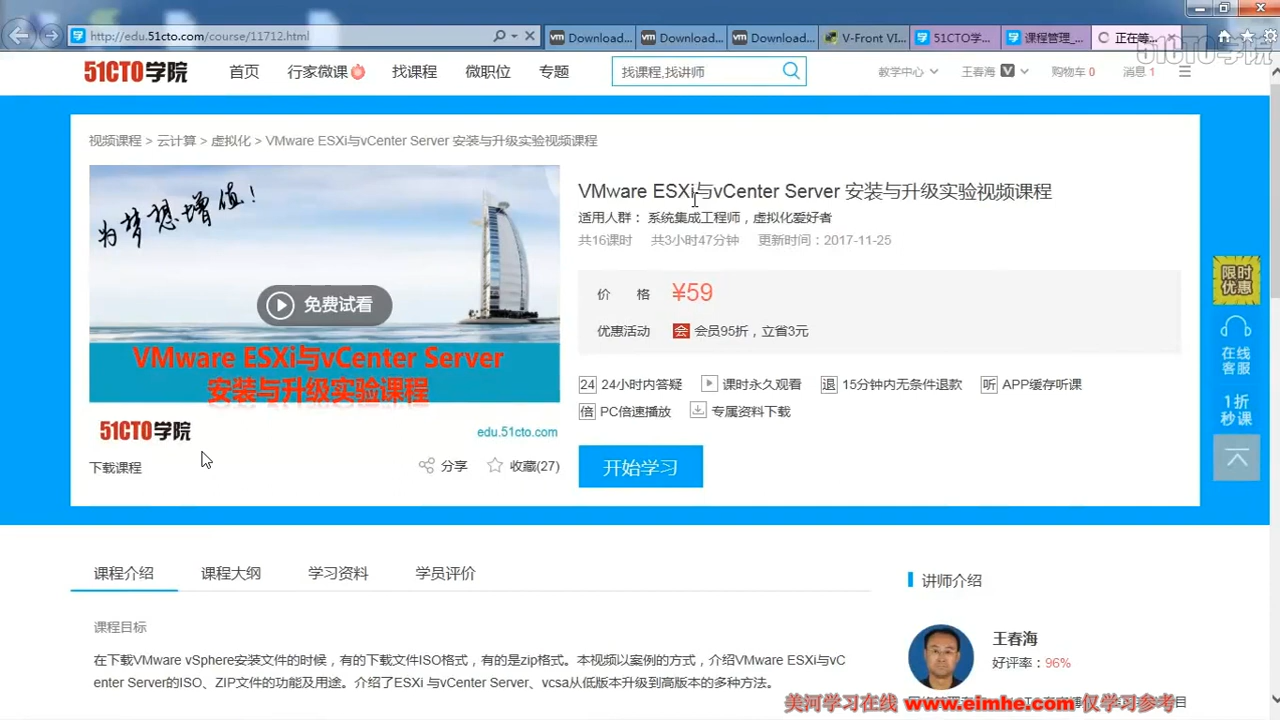 http://edu.51cto.com/course/11712.html
Download...
Download...
Download...
V-Front VI...
51CTO学...
课程管理_...
正在等...
51CTO学院
51CTO学院
首页
行家微课
找课程
微职位
专题
找课程,找讲师
教学中心
王春海
购物车 0
消息 1
视频课程 > 云计算 > 虚拟化 > VMware ESXi与vCenter Server 安装与升级实验视频课程
为梦想增值!
免费试看
VMware ESXi与vCenter Server
安装与升级实验课程
51CTO学院
edu.51cto.com
下载课程
分享
收藏(27)
VMware ESXi与vCenter Server 安装与升级实验视频课程
适用人群： 系统集成工程师，虚拟化爱好者
共16课时 共3小时47分钟 更新时间：2017-11-25
价 格 ¥59
优惠活动 会 会员95折，立省3元
24 24小时内答疑 课时永久观看 退 15分钟内无条件退款 听 APP缓存听课
倍 PC倍速播放 专属资料下载
开始学习
限时
优惠
在线
客服
1折
秒课
课程介绍
课程大纲
学习资料
学员评价
课程目标
在下载VMware vSphere安装文件的时候，有的下载文件ISO格式，有的是zip格式。本视频以案例的方式，介绍VMware ESXi与vC
enter Server的ISO、ZIP文件的功能及用途。介绍了ESXi 与vCenter Server、vcsa从低版本升级到高版本的多种方法。
讲师介绍
王春海
好评率：96%
美河学习在线 www.eimhe.com 仅学习参考